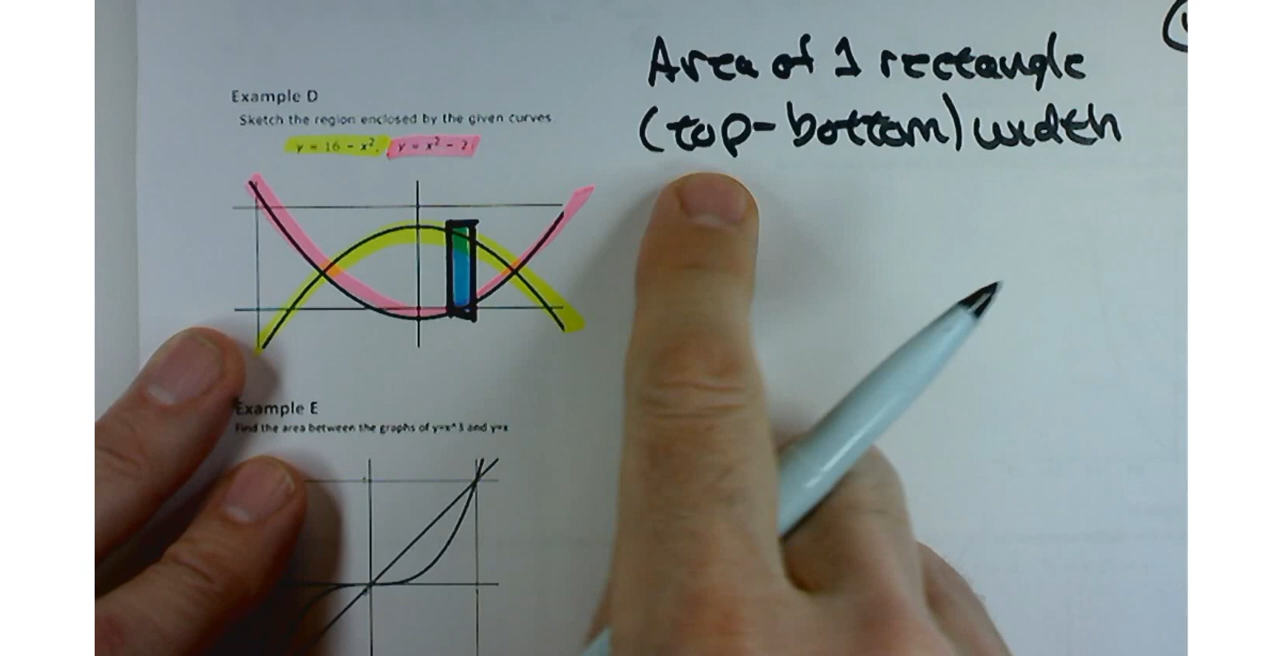 Area of 1 rectangle
(top-bottom) width
Example D
Sketch the region enclosed by the given curves.
y = 16 - x², y = x² - 2
Example E
Find the area between the graphs of y=x^3 and y=x